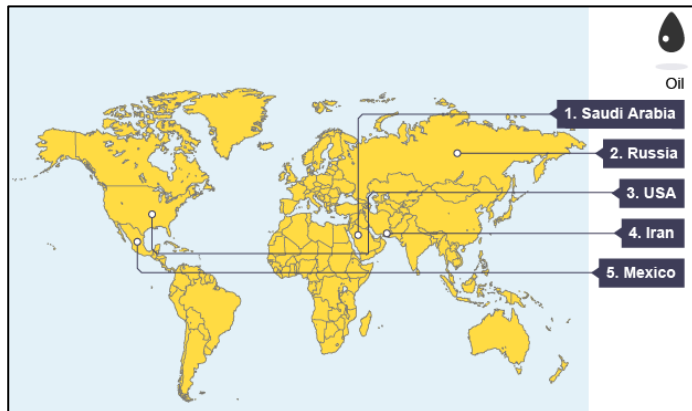 Oil
1. Saudi Arabia
2. Russia
3. USA
4. Iran
5. Mexico